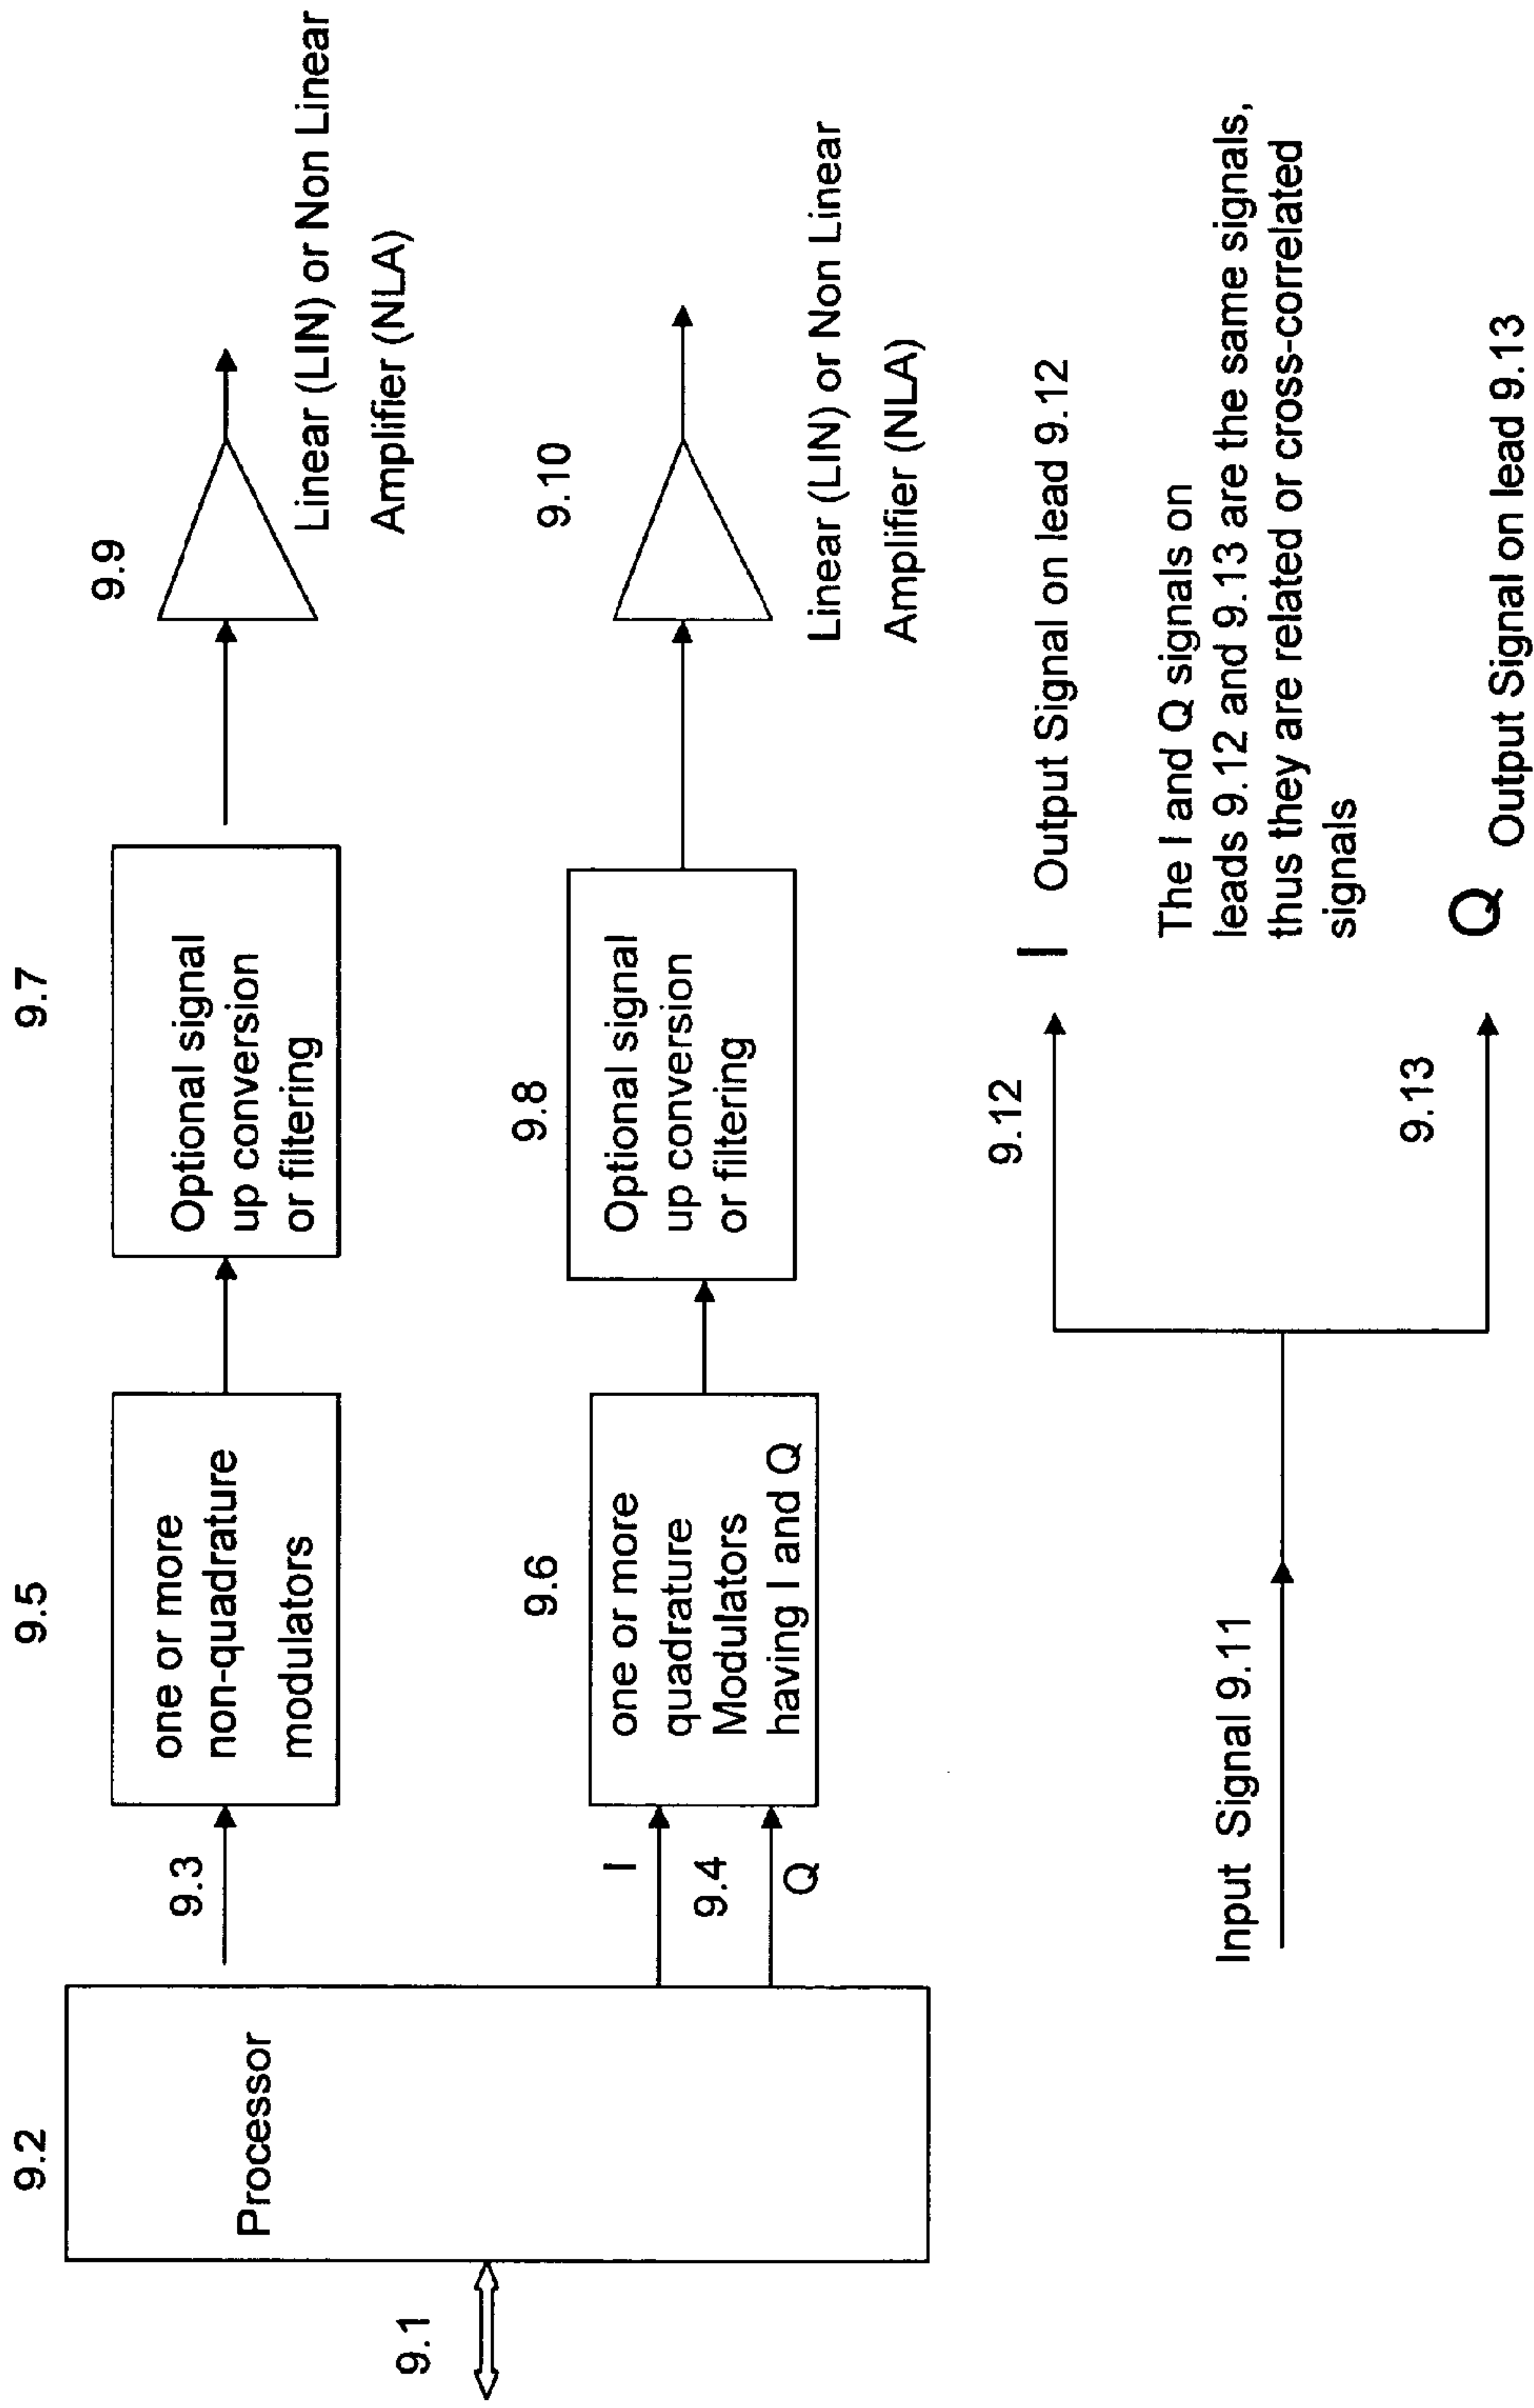 9.1
9.2
Processor
9.3
9.5
one or more
non-quadrature
modulators
9.7
Optional signal
up conversion
or filtering
9.9
Linear (LIN) or Non Linear
Amplifier (NLA)
I
9.4
Q
9.6
one or more
quadrature
Modulators
having I and Q
9.8
Optional signal
up conversion
or filtering
9.10
Linear (LIN) or Non Linear
Amplifier (NLA)
Input Signal 9.11
9.12
I Output Signal on lead 9.12
The I and Q signals on
leads 9.12 and 9.13 are the same signals,
thus they are related or cross-correlated
signals
9.13
Q Output Signal on lead 9.13